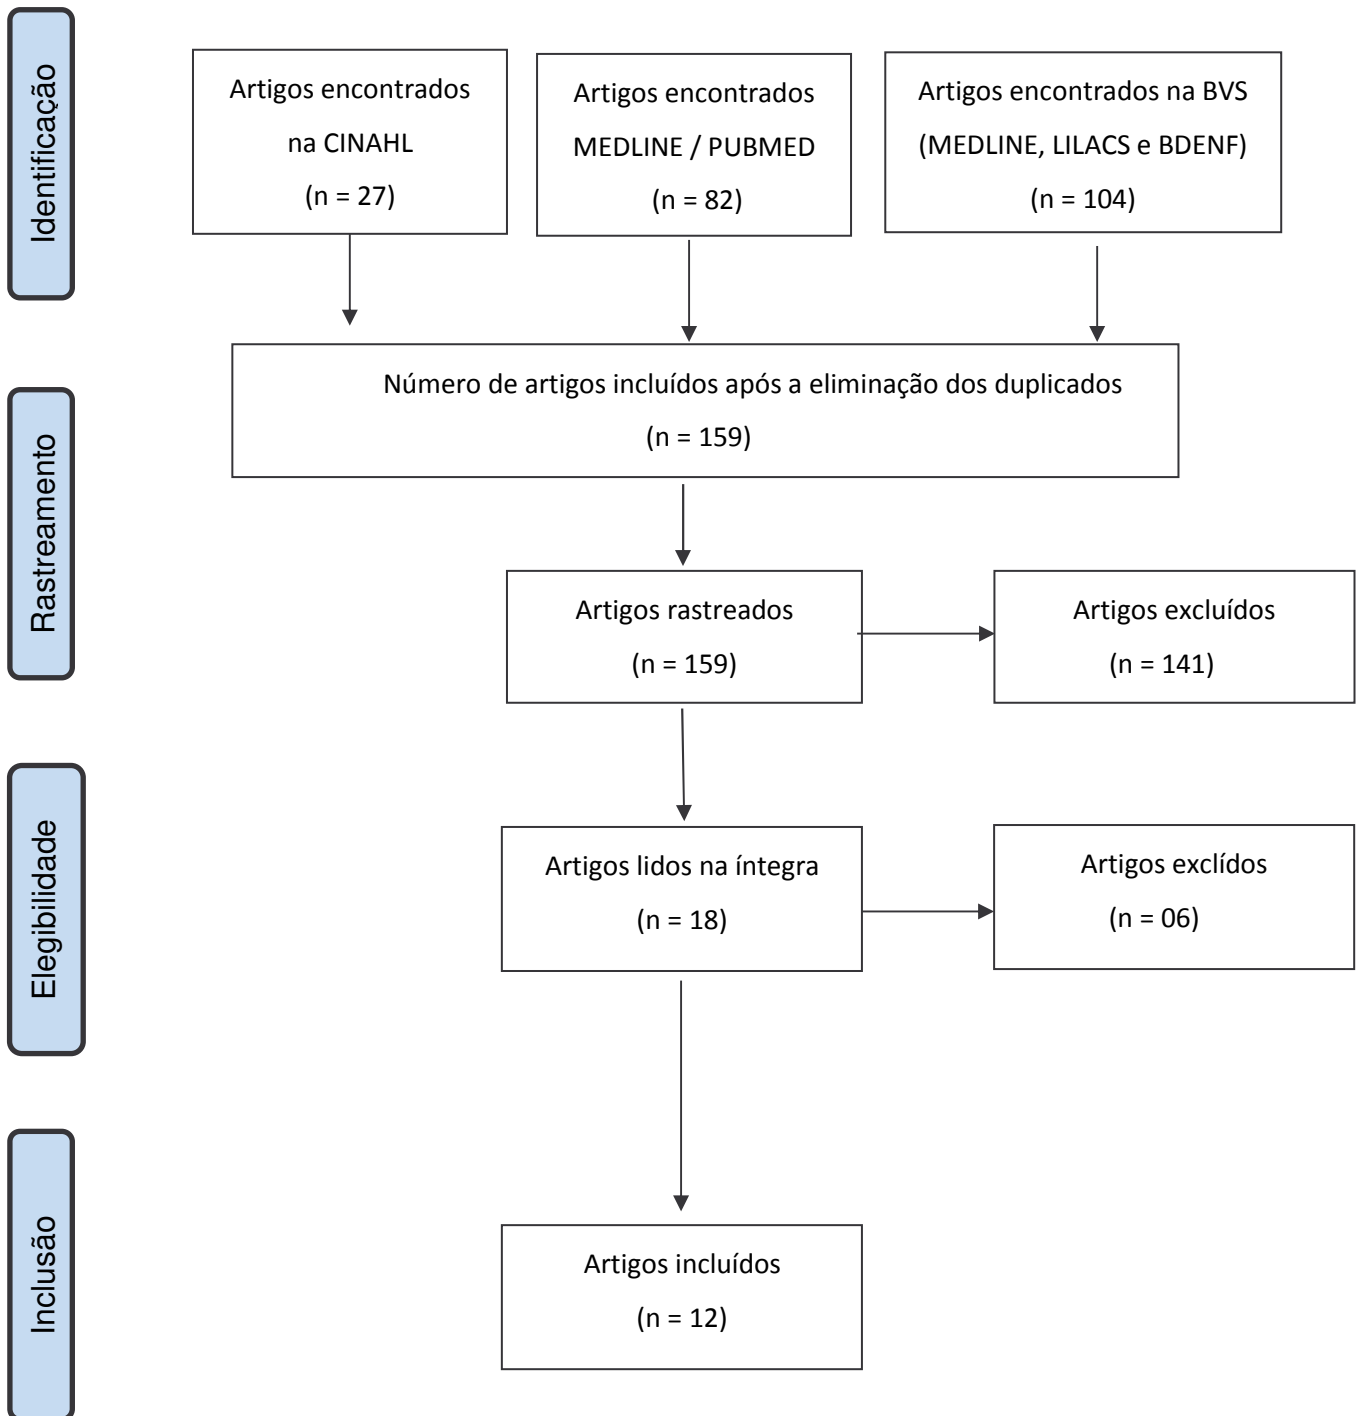 Identificação
Artigos encontrados
na CINAHL
(n = 27)
Artigos encontrados
MEDLINE / PUBMED
(n = 82)
Artigos encontrados na BVS
(MEDLINE, LILACS e BDENF)
(n = 104)
Rastreamento
Número de artigos incluídos após a eliminação dos duplicados
(n = 159)
Artigos rastreados
(n = 159)
Artigos excluídos
(n = 141)
Elegibilidade
Artigos lidos na íntegra
(n = 18)
Artigos exclídos
(n = 06)
Inclusão
Artigos incluídos
(n = 12)